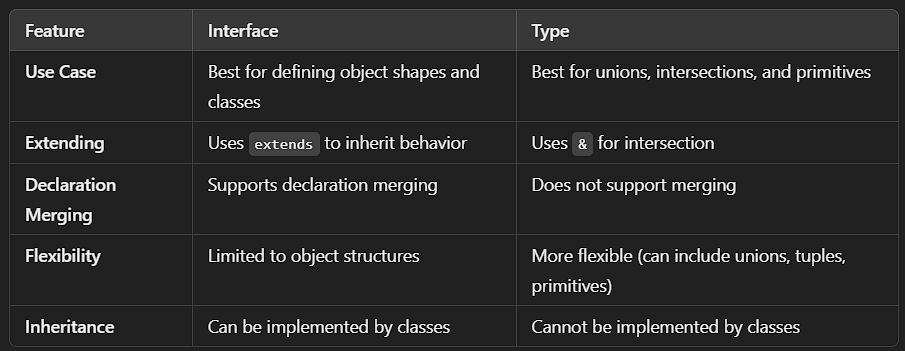 Feature Interface Type
Use Case Best for defining object shapes and classes Best for unions, intersections, and primitives
Extending Uses extends to inherit behavior Uses & for intersection
Declaration Merging Supports declaration merging Does not support merging
Flexibility Limited to object structures More flexible (can include unions, tuples, primitives)
Inheritance Can be implemented by classes Cannot be implemented by classes